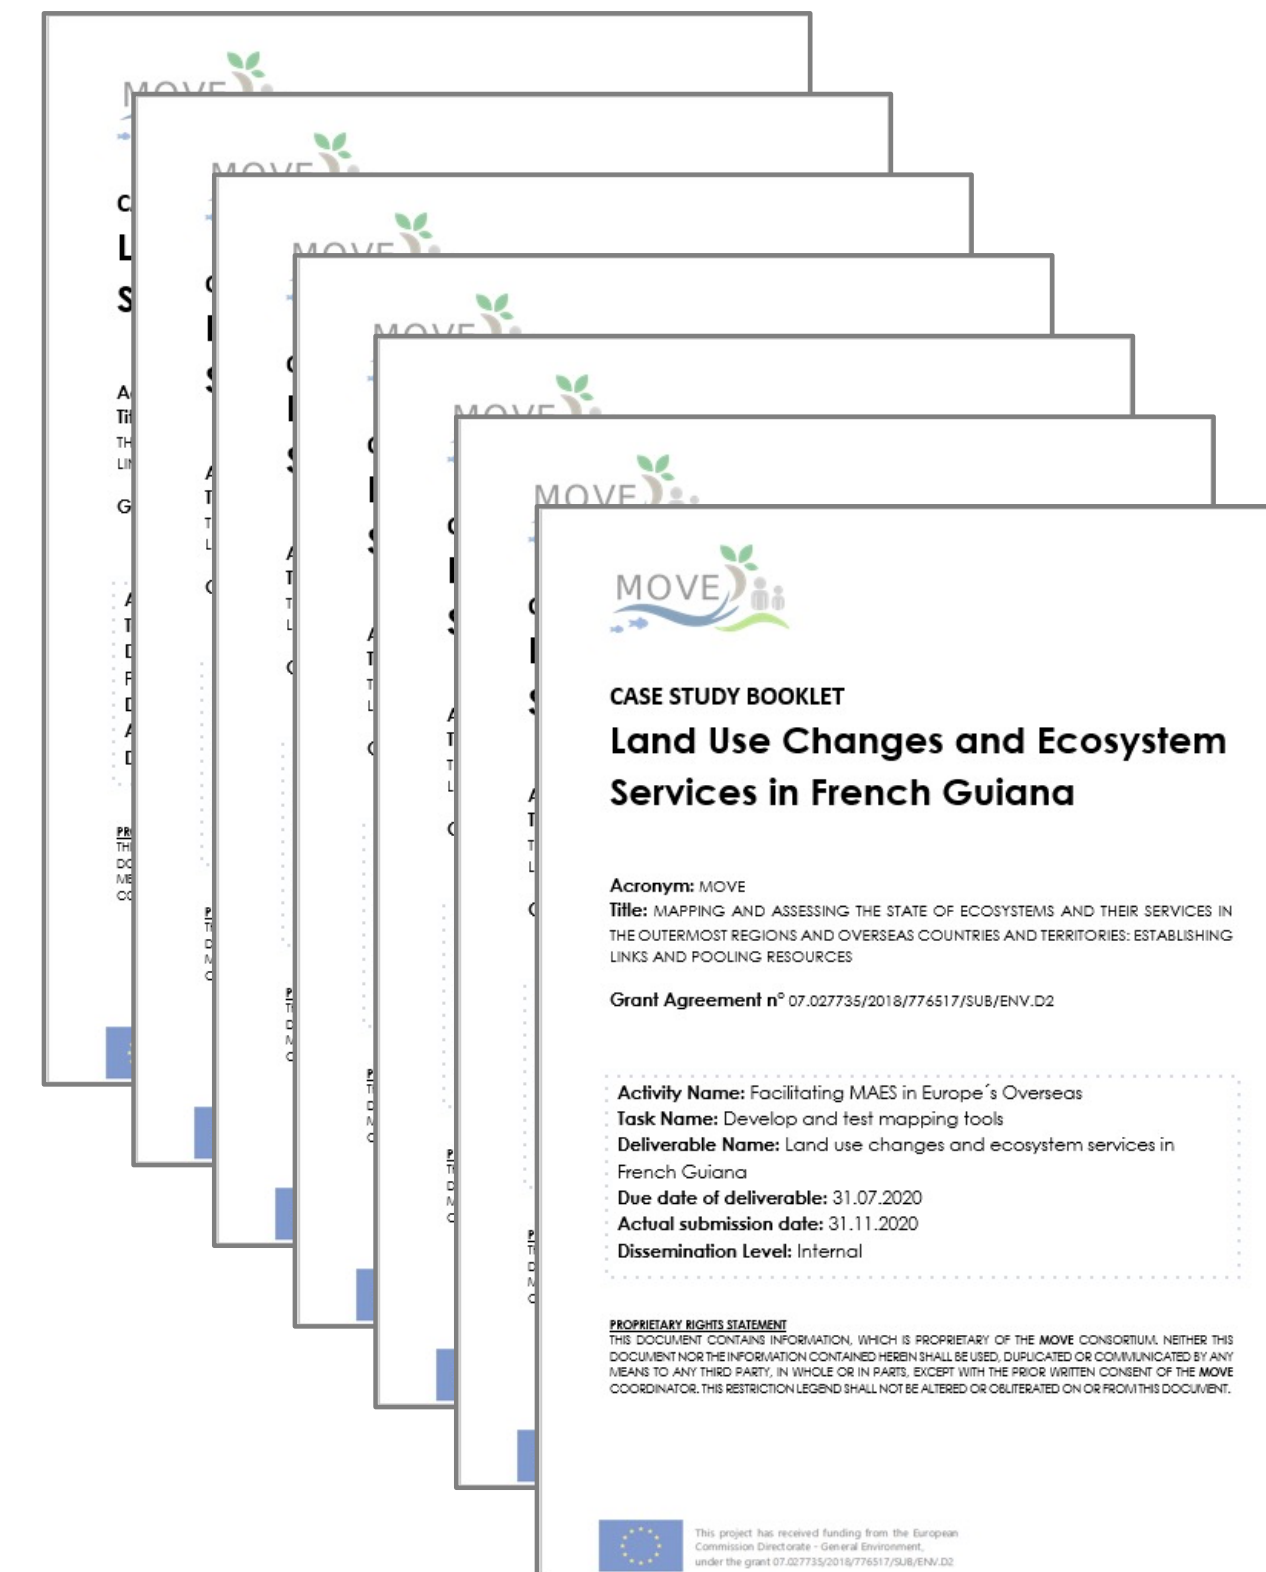 MOVE
CASE STUDY BOOKLET
Land Use Changes and Ecosystem
Services in French Guiana
Acronym: MOVE
Title: MAPPING AND ASSESSING THE STATE OF ECOSYSTEMS AND THEIR SERVICES IN
THE OUTERMOST REGIONS AND OVERSEAS COUNTRIES AND TERRITORIES: ESTABLISHING
LINKS AND POOLING RESOURCES
Grant Agreement nº 07.027735/2018/776517/SUB/ENV.D2
Activity Name: Facilitating MAES in Europe´s Overseas
Task Name: Develop and test mapping tools
Deliverable Name: Land use changes and ecosystem services in
French Guiana
Due date of deliverable: 31.07.2020
Actual submission date: 31.11.2020
Dissemination Level: Internal
PROPRIETARY RIGHTS STATEMENT
THIS DOCUMENT CONTAINS INFORMATION, WHICH IS PROPRIETARY OF THE MOVE CONSORTIUM. NEITHER THIS
DOCUMENT NOR THE INFORMATION CONTAINED HEREIN SHALL BE USED, DUPLICATED OR COMMUNICATED BY ANY
MEANS TO ANY THIRD PARTY, IN WHOLE OR IN PARTS, EXCEPT WITH THE PRIOR WRITTEN CONSENT OF THE MOVE
COORDINATOR. THIS RESTRICTION LEGEND SHALL NOT BE ALTERED OR OBLITERATED ON OR FROM THIS DOCUMENT.
This project has received funding from the European
Commission Directorate - General Environment,
under the grant 07.027735/2018/776517/SUB/ENV.D2